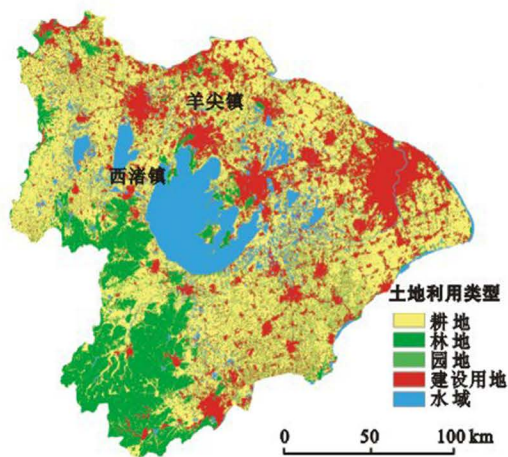 羊尖镇
西渚镇
土地利用类型
耕地
林地
园地
建设用地
水域
0 50 100 km